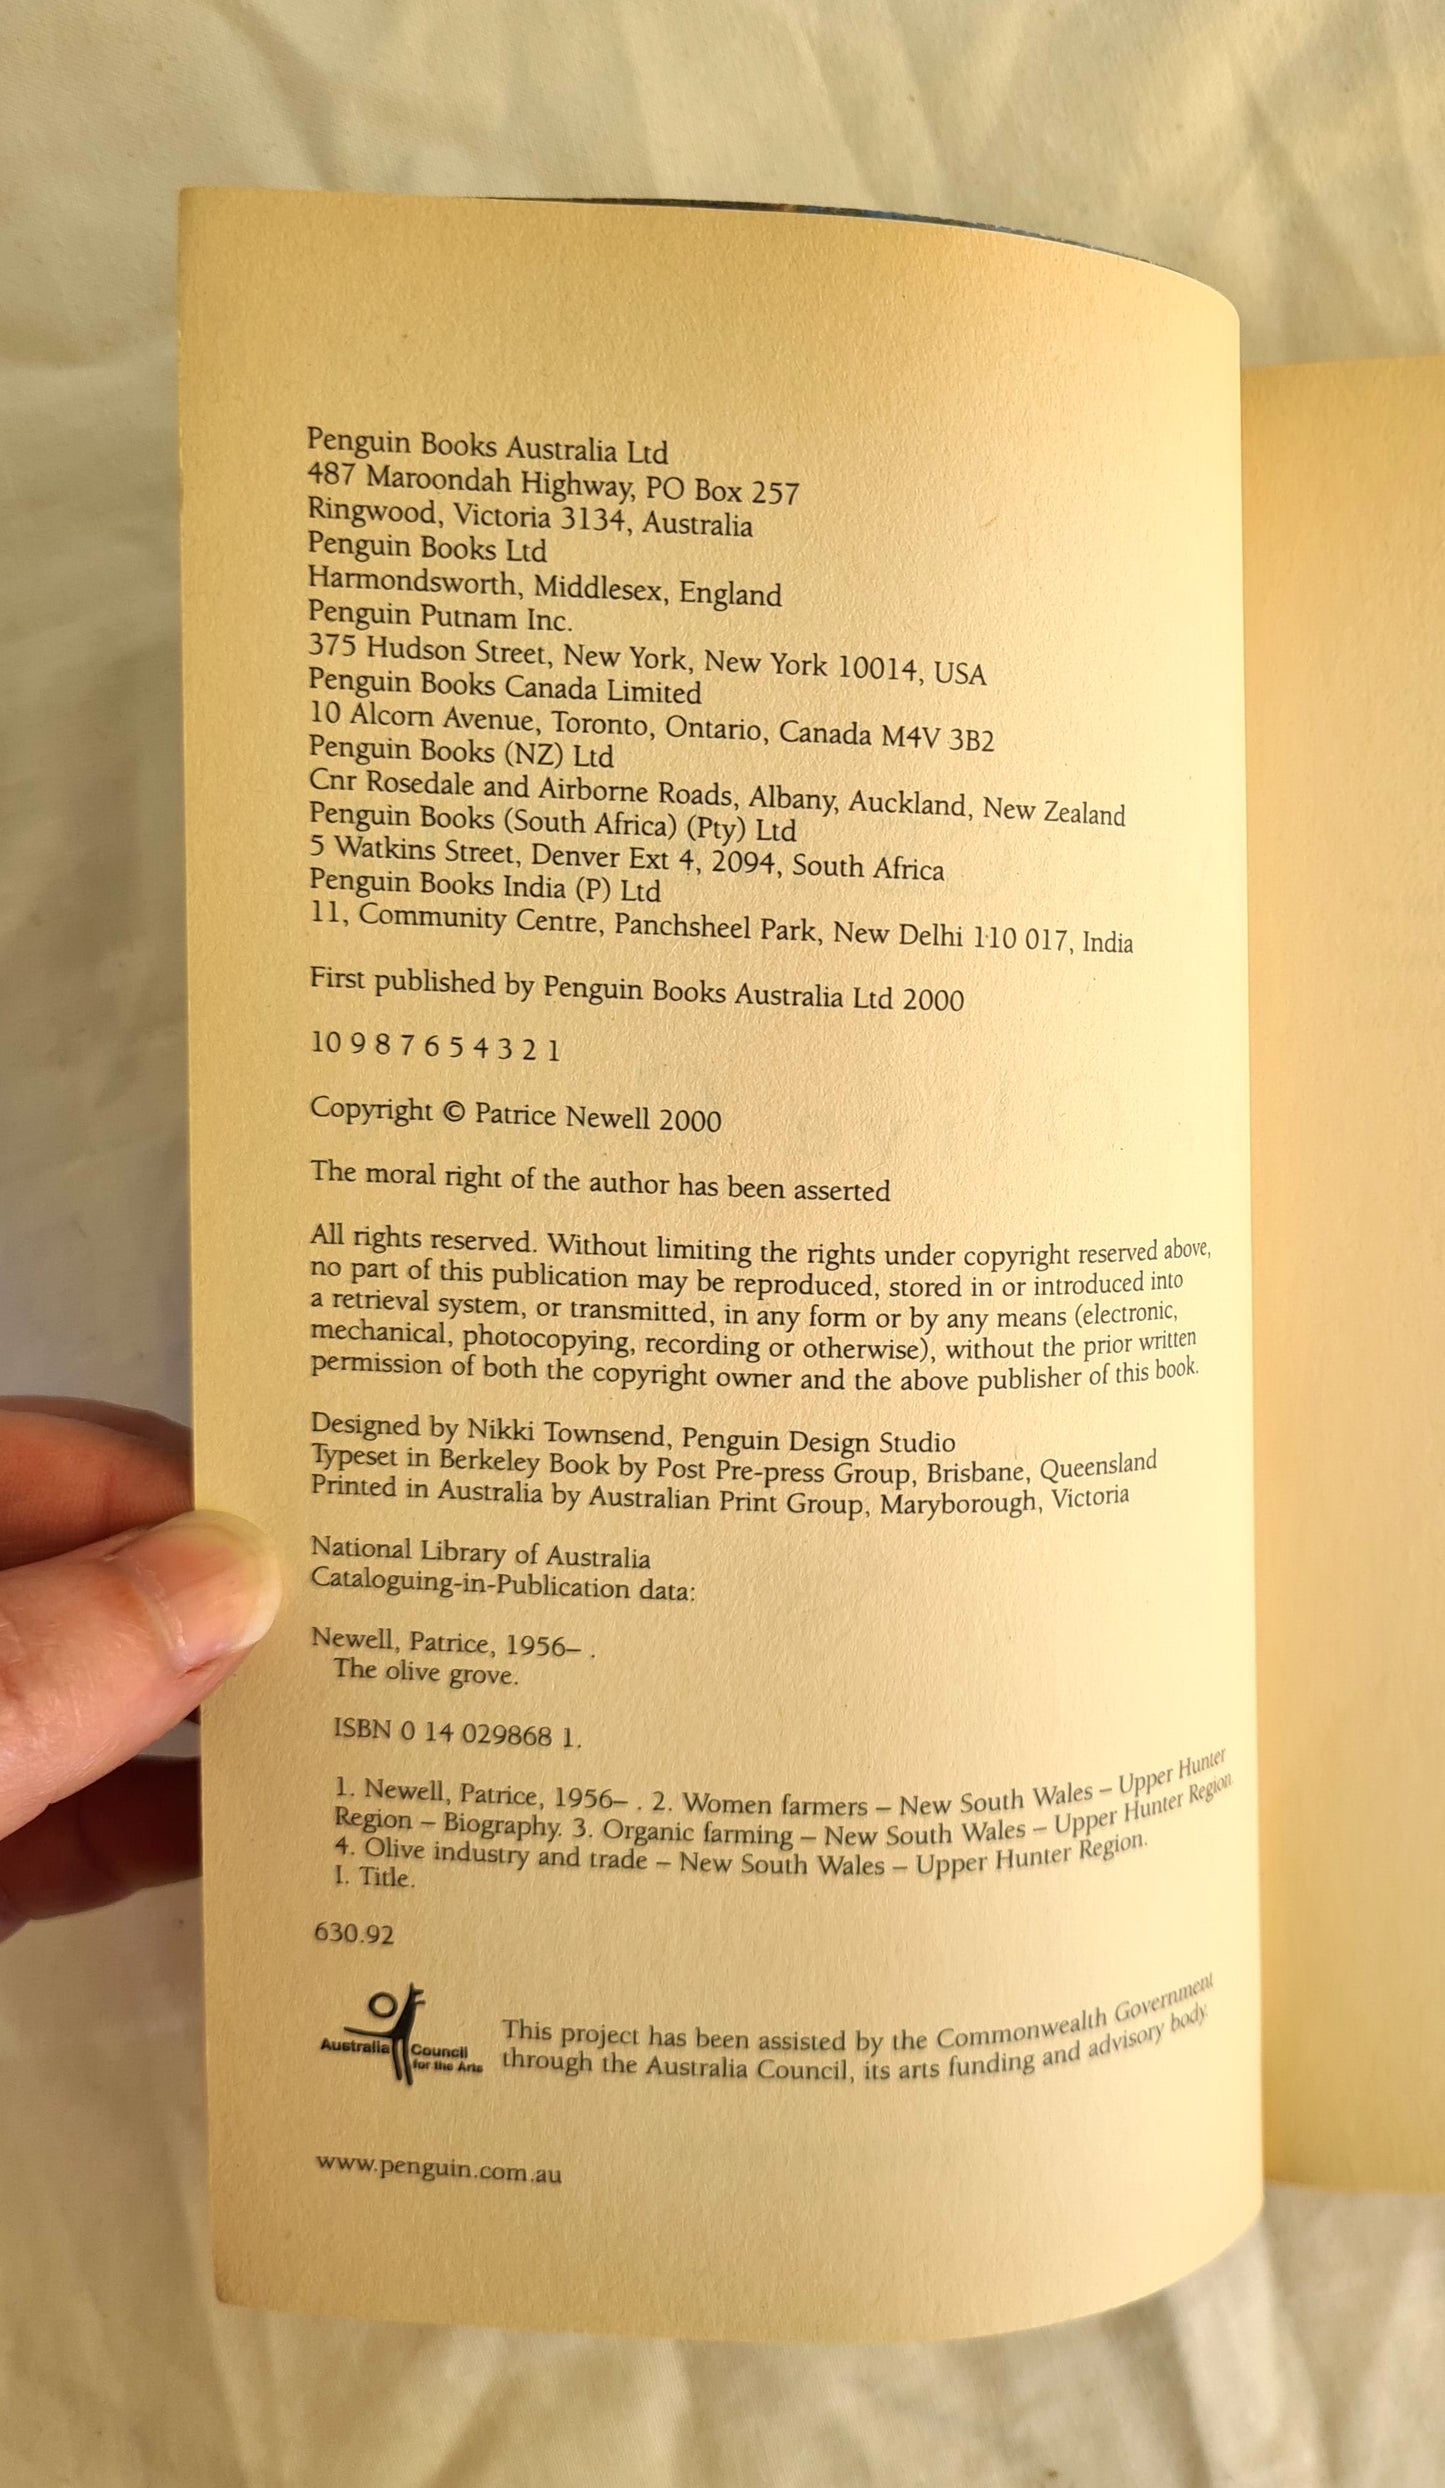 Penguin Books Australia Ltd
487 Maroondah Highway, PO Box 257
Ringwood, Victoria 3134, Australia
Penguin Books Ltd
Harmondsworth, Middlesex, England
Penguin Putnam Inc.
375 Hudson Street, New York, New York 10014, USA
Penguin Books Canada Limited
10 Alcorn Avenue, Toronto, Ontario, Canada M4V 3B2
Penguin Books (NZ) Ltd
Cnr Rosedale and Airborne Roads, Albany, Auckland, New Zealand
Penguin Books (South Africa) (Pty) Ltd
5 Watkins Street, Denver Ext 4, 2094, South Africa
Penguin Books India (P) Ltd
11, Community Centre, Panchsheel Park, New Delhi 110 017, India
First published by Penguin Books Australia Ltd 2000
10 9 8 7 6 5 4 3 2 1
Copyright © Patrice Newell 2000
The moral right of the author has been asserted
All rights reserved. Without limiting the rights under copyright reserved above,
no part of this publication may be reproduced, stored in or introduced into
a retrieval system, or transmitted, in any form or by any means (electronic,
mechanical, photocopying, recording or otherwise), without the prior written
permission of both the copyright owner and the above publisher of this book.
Designed by Nikki Townsend, Penguin Design Studio
Typeset in Berkeley Book by Post Pre-press Group, Brisbane, Queensland
Printed in Australia by Australian Print Group, Maryborough, Victoria
National Library of Australia
Cataloguing-in-Publication data:
Newell, Patrice, 1956– .
The olive grove.
ISBN 0 14 029868 1.
1. Newell, Patrice, 1956– . 2. Women farmers – New South Wales – Upper Hunter
Region – Biography. 3. Organic farming – New South Wales – Upper Hunter Region.
4. Olive industry and trade – New South Wales – Upper Hunter Region.
I. Title.
630.92
Australia Council
for the Arts
This project has been assisted by the Commonwealth Government
through the Australia Council, its arts funding and advisory body.
www.penguin.com.au